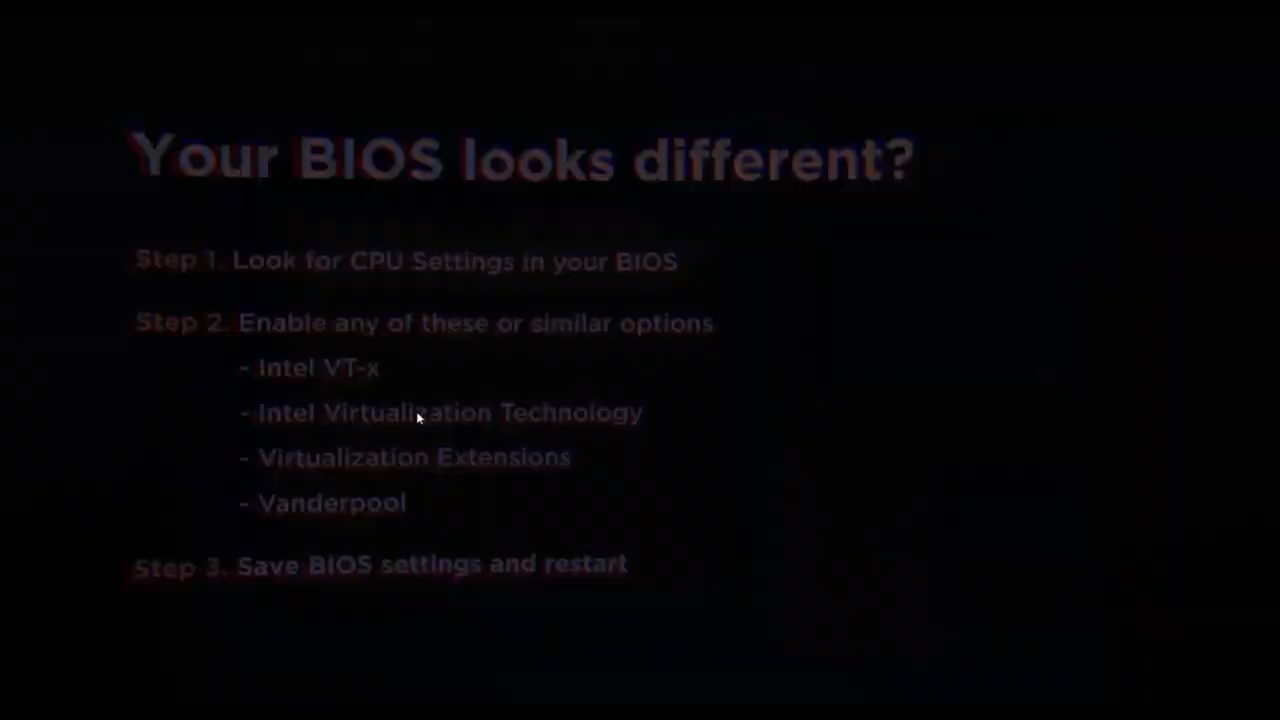 Your BIOS looks different?
Step 1. Look for CPU Settings in your BIOS
Step 2. Enable any of these or similar options
- Intel VT-x
- Intel Virtualization Technology
- Virtualization Extensions
- Vanderpool
Step 3. Save BIOS settings and restart